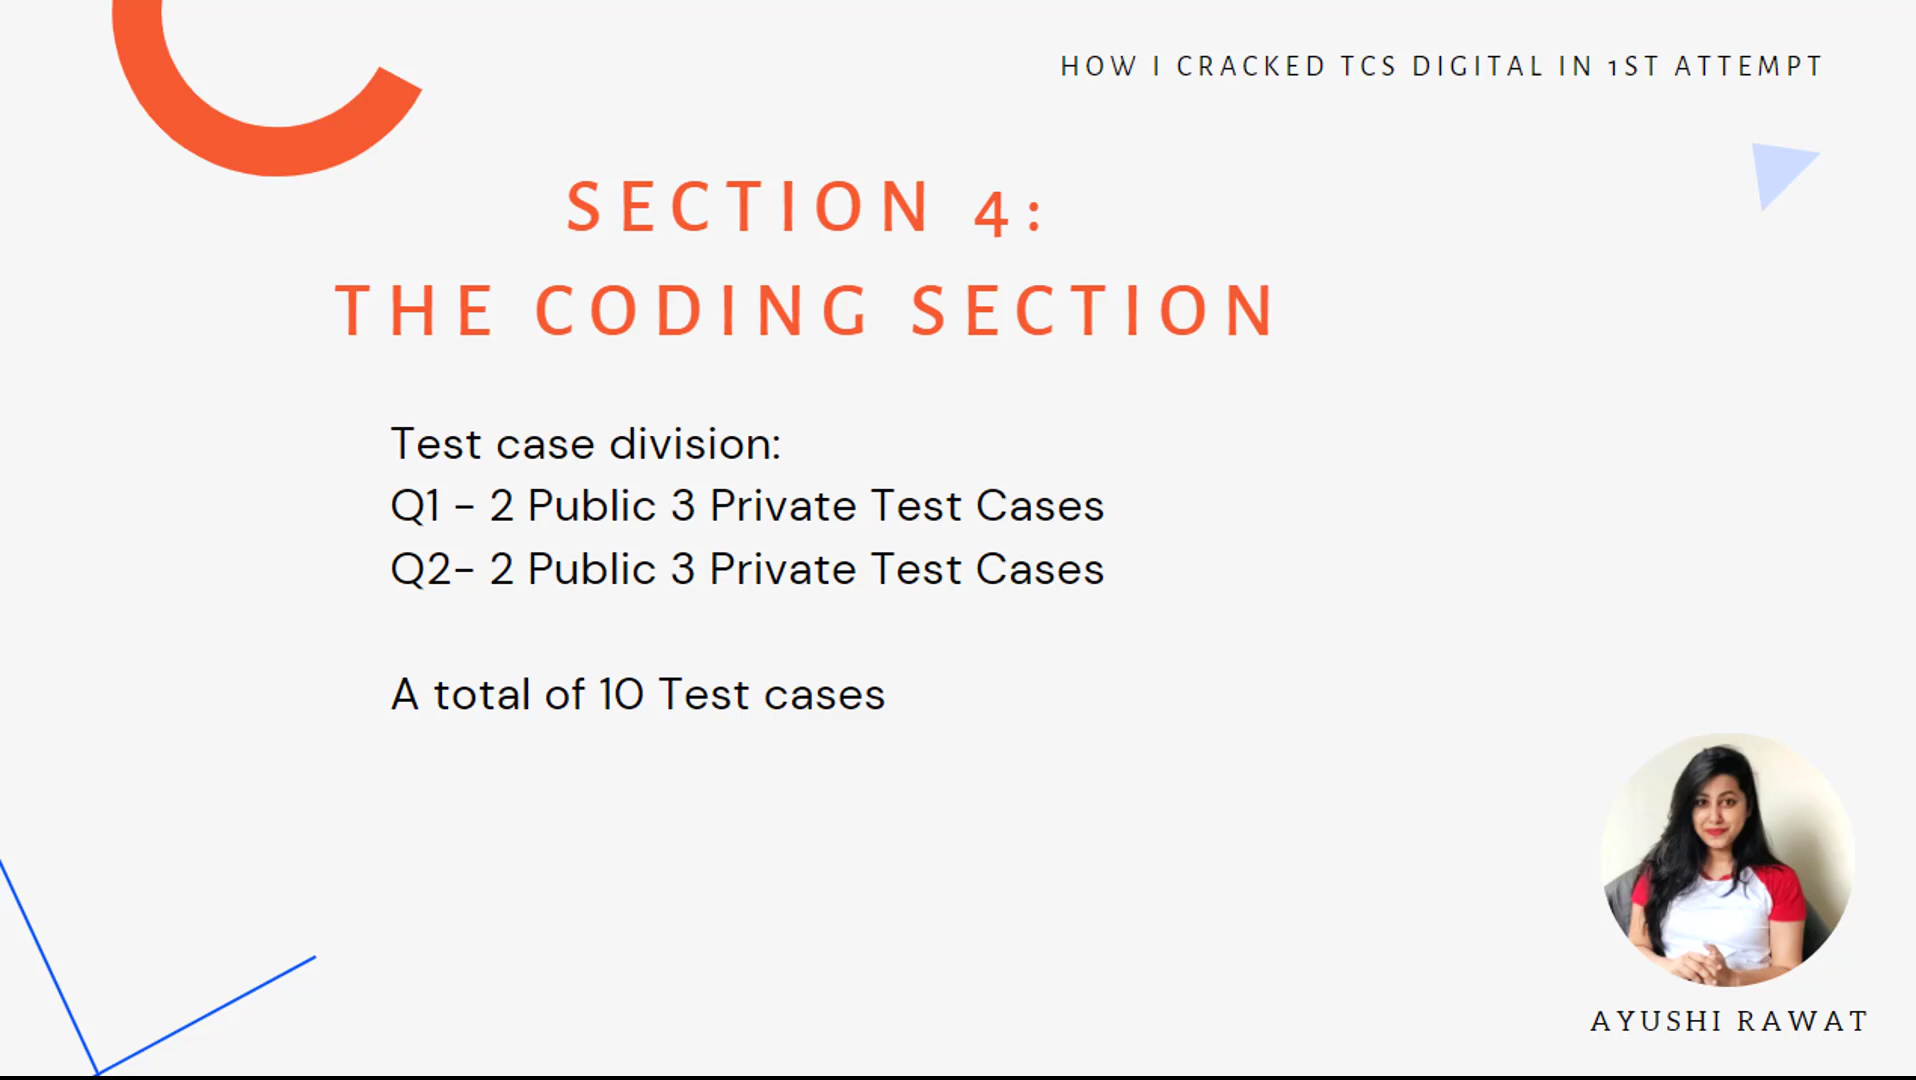 HOW I CRACKED TCS DIGITAL IN 1ST ATTEMPT
SECTION 4:
THE CODING SECTION
Test case division:
Q1 - 2 Public 3 Private Test Cases
Q2- 2 Public 3 Private Test Cases
A total of 10 Test cases
AYUSHI RAWAT